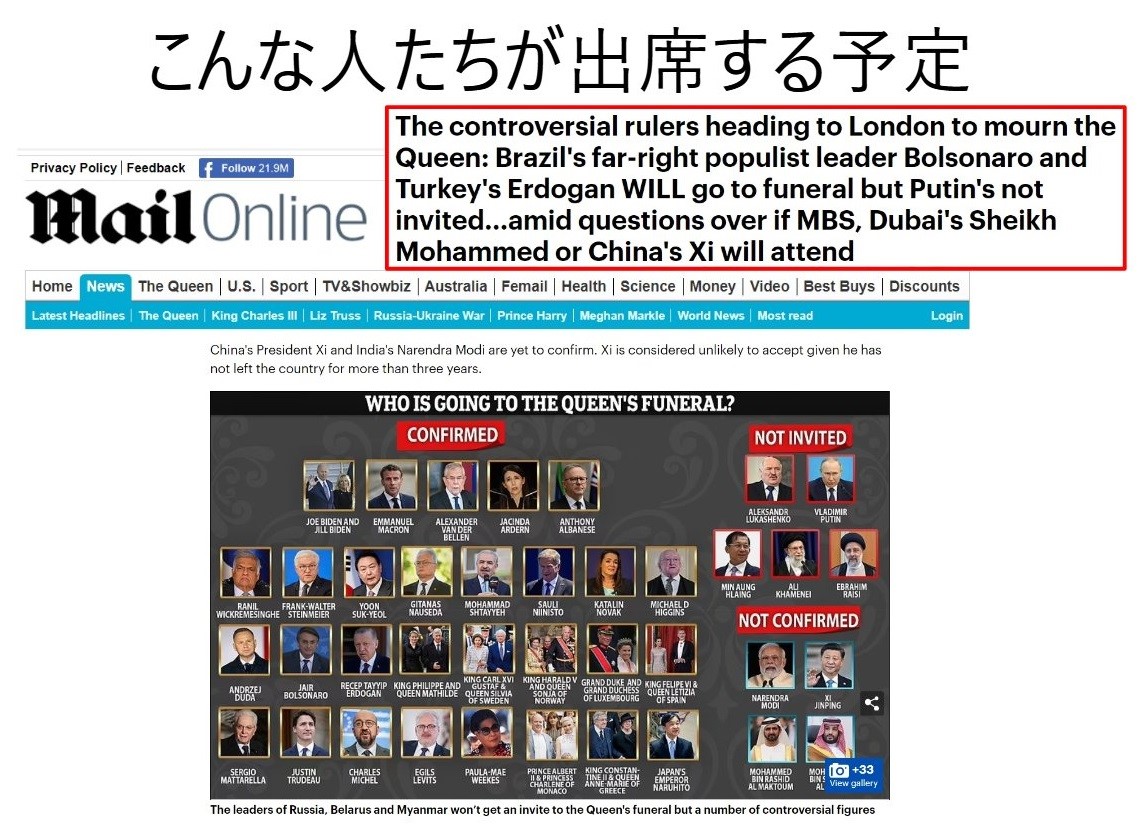 こんな人たちが出席する予定
The controversial rulers heading to London to mourn the
Queen: Brazil's far-right populist leader Bolsonaro and
Turkey's Erdogan WILL go to funeral but Putin's not
invited...amid questions over if MBS, Dubai's Sheikh
Mohammed or China's Xi will attend
Privacy Policy | Feedback
Follow 21.9M
Mail Online
Home News The Queen U.S. Sport TV&Showbiz Australia Femail Health Science Money Video Best Buys Discounts
Latest Headlines The Queen King Charles III Liz Truss Russia-Ukraine War Prince Harry Meghan Markle World News Most read Login
China's President Xi and India's Narendra Modi are yet to confirm. Xi is considered unlikely to accept given he has
not left the country for more than three years.
WHO IS GOING TO THE QUEEN'S FUNERAL?
CONFIRMED
JOE BIDEN AND
JILL BIDEN
EMMANUEL
MACRON
ALEXANDER
VAN DER
BELLEN
JACINDA
ARDERN
ANTHONY
ALBANESE
RANIL
WICKREMESINGHE
FRANK-WALTER
STEINMEIER
YOON
SUK-YEOL
GITANAS
NAUSEDA
MOHAMMAD
SHTAYYEH
SAULI
NIINISTO
KATALIN
NOVAK
MICHAEL D
HIGGINS
ANDRZEJ
DUDA
JAIR
BOLSONARO
RECEP TAYYIP
ERDOGAN
KING PHILIPPE AND
QUEEN MATHILDE
KING CARL XVI
GUSTAF &
QUEEN SILVIA
OF SWEDEN
KING HARALD V
AND QUEEN
SONJA OF
NORWAY
GRAND DUKE AND
GRAND DUCHESS
OF LUXEMBOURG
KING FELIPE VI &
QUEEN LETIZIA
OF SPAIN
SERGIO
MATTARELLA
JUSTIN
TRUDEAU
CHARLES
MICHEL
EGILS
LEVITS
PAULA-MAE
WEEKES
PRINCE ALBERT
II & PRINCESS
CHARLENE OF
MONACO
KING CONSTAN-
TINE II & QUEEN
ANNE-MARIE OF
GREECE
JAPAN'S
EMPEROR
NARUHITO
NOT INVITED
ALEKSANDR
LUKASHENKO
VLADIMIR
PUTIN
MIN AUNG
HLAING
ALI
KHAMENEI
EBRAHIM
RAISI
NOT CONFIRMED
NARENDRA
MODI
XI
JINPING
MOHAMMED
BIN RASHID
AL MAKTOUM
+33
View gallery
The leaders of Russia, Belarus and Myanmar won't get an invite to the Queen's funeral but a number of controversial figures